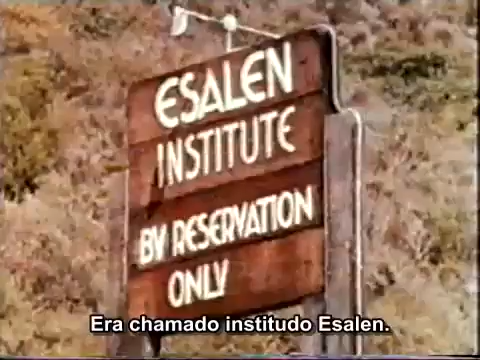 ESALEN
INSTITUTE
BY RESERVATION
ONLY
Era chamado institudo Esalen.